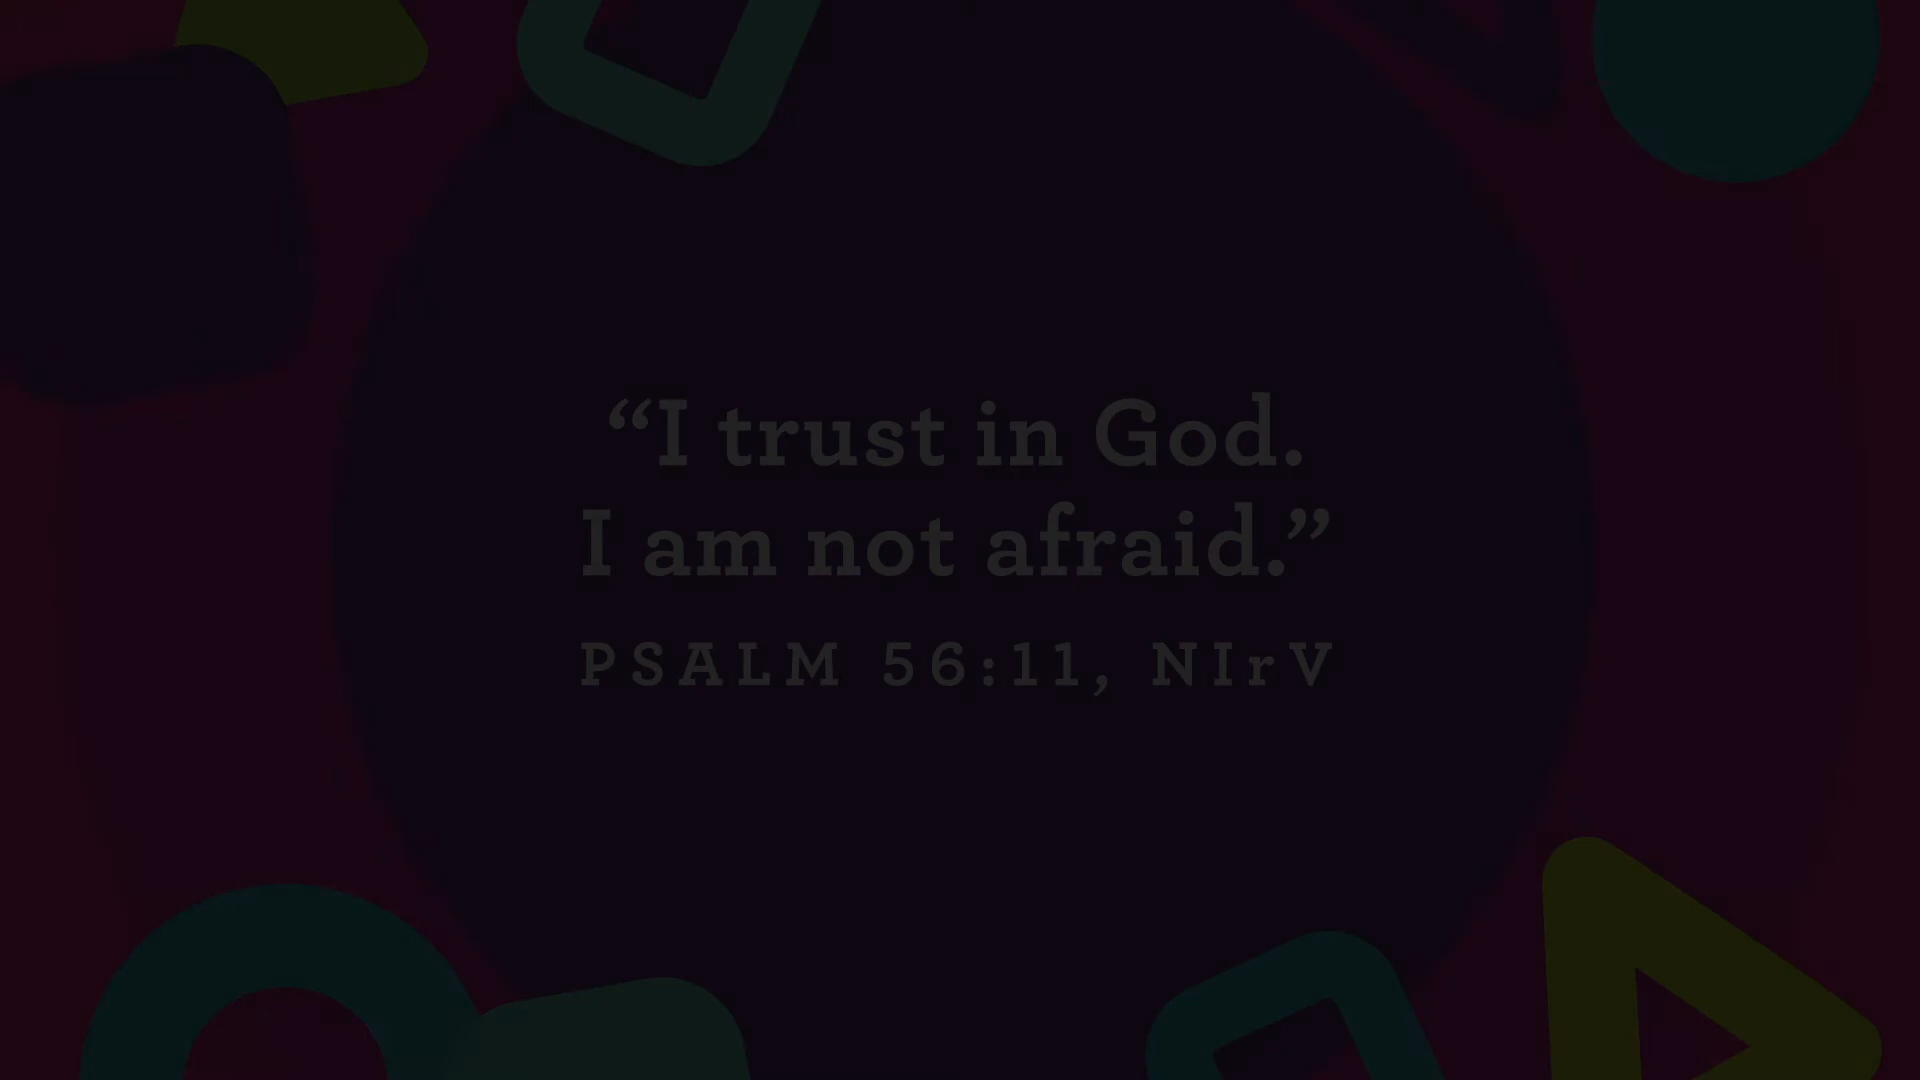 “I trust in God.
I am not afraid.”
PSALM 56:11, NIrV